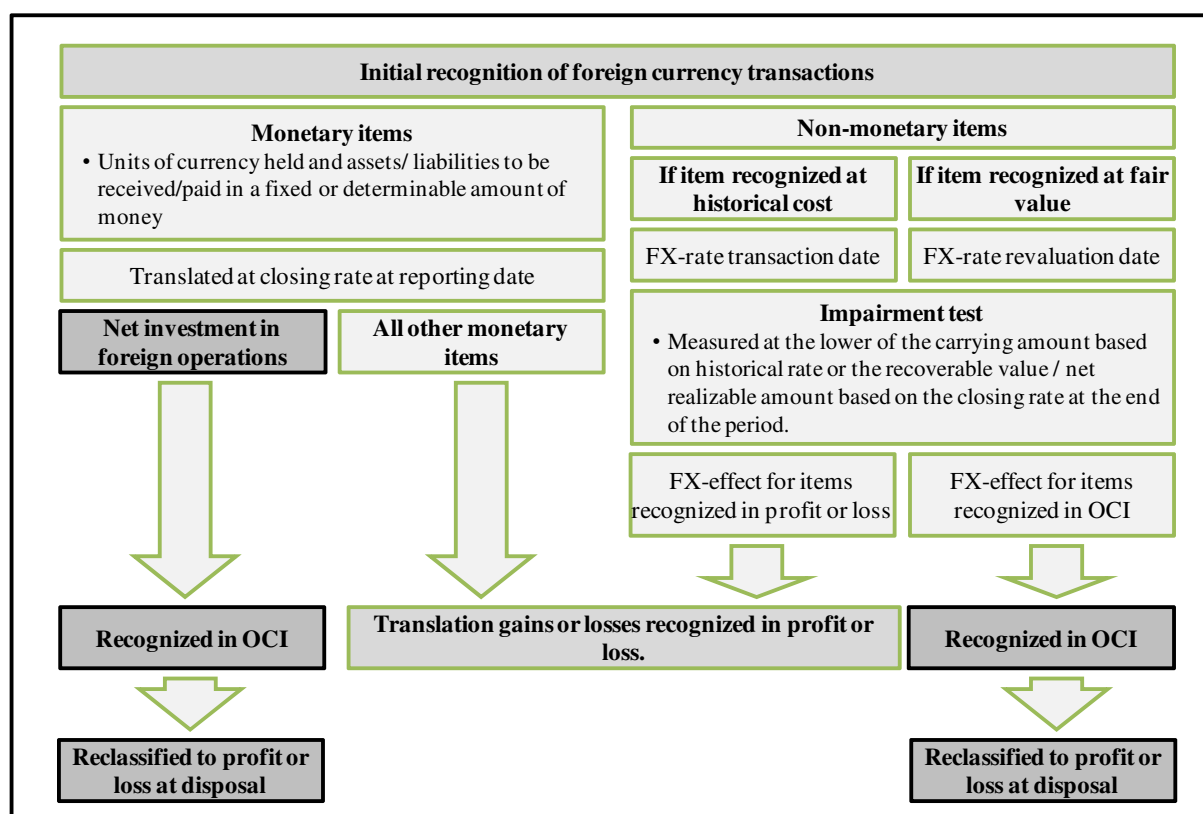 Initial recognition of foreign currency transactions
Monetary items
• Units of currency held and assets/ liabilities to be
received/paid in a fixed or determinable amount of
money
Translated at closing rate at reporting date
Net investment in
foreign operations
All other monetary
items
Non-monetary items
If item recognized at
historical cost
If item recognized at fair
value
FX-rate transaction date
FX-rate revaluation date
Impairment test
• Measured at the lower of the carrying amount based
on historical rate or the recoverable value / net
realizable amount based on the closing rate at the end
of the period.
FX-effect for items
recognized in profit or loss
FX-effect for items
recognized in OCI
Recognized in OCI
Translation gains or losses recognized in profit or
loss.
Recognized in OCI
Reclassified to profit or
loss at disposal
Reclassified to profit or
loss at disposal